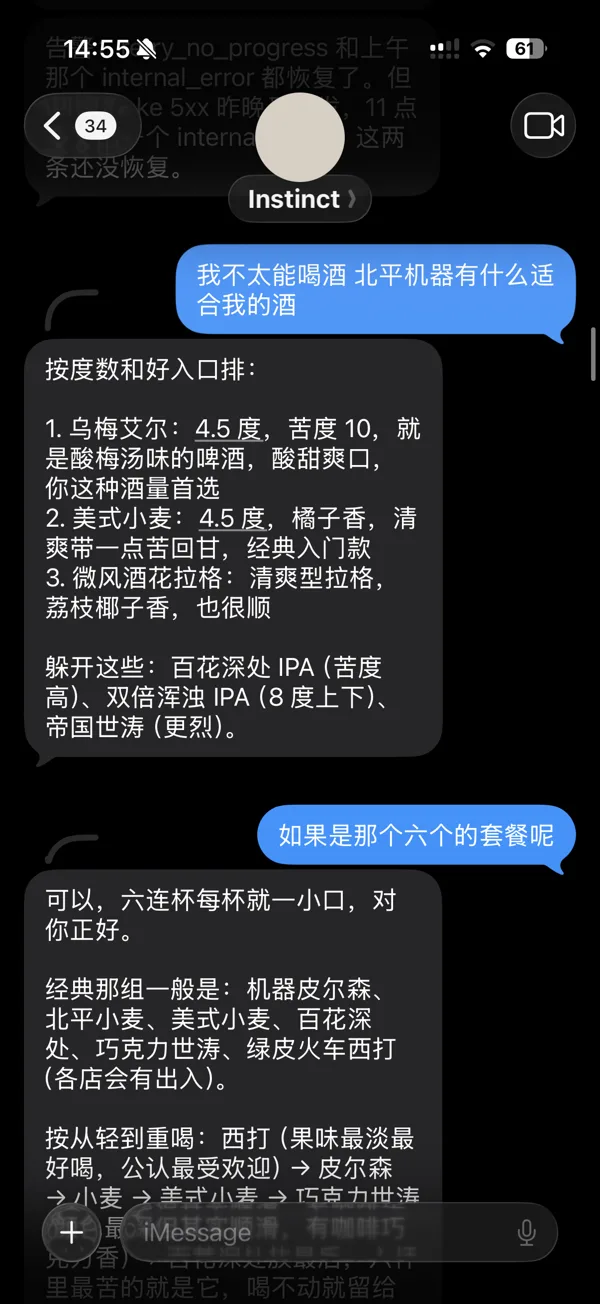 14:55
61
那个 internal_error 都恢复了。但
条还没恢复。
34
Instinct
我不太能喝酒 北平机器有什么适
合我的酒
按度数和好入口排：
1. 乌梅艾尔：4.5 度，苦度 10，就
是酸梅汤味的啤酒，酸甜爽口，
你这种酒量首选
2. 美式小麦：4.5 度，橘子香，清
爽带一点苦回甘，经典入门款
3. 微风酒花拉格：清爽型拉格，
荔枝椰子香，也很顺
躲开这些：百花深处 IPA（苦度
高）、双倍浑浊 IPA（8 度上下）、
帝国世涛（更烈）。
如果是那个六个的套餐呢
可以，六连杯每杯就一小口，对
你正好。
经典那组一般是：机器皮尔森、
北平小麦、美式小麦、百花深
处、巧克力世涛、绿皮火车西打
（各店会有出入）。
按从轻到重喝：西打（果味最淡最
好喝，公认最受欢迎）→ 皮尔森
→ 小麦 → 美式小麦 → 巧克力世涛
iMessage
里最苦的就是它，喝不动就留给